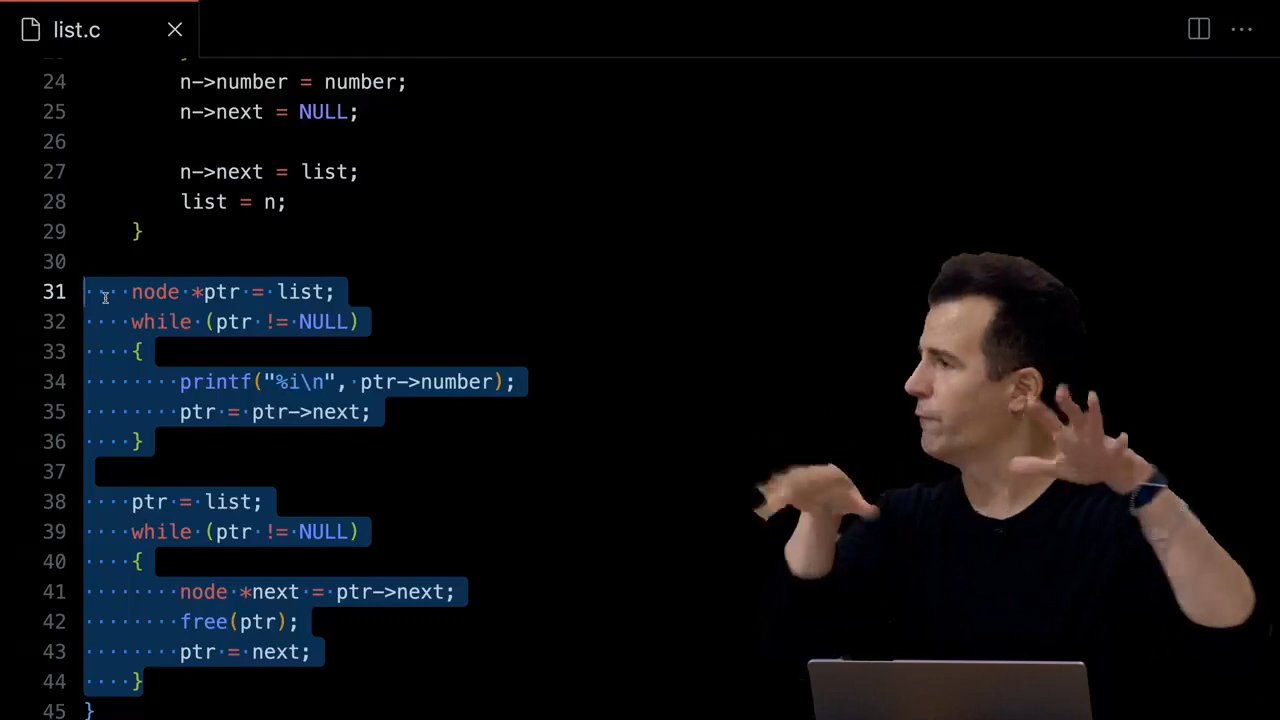 list.c
24 n->number = number;
25 n->next = NULL;
26
27 n->next = list;
28 list = n;
29 }
30
31 node *ptr = list;
32 while (ptr != NULL)
33 {
34 printf("%i\n", ptr->number);
35 ptr = ptr->next;
36 }
37
38 ptr = list;
39 while (ptr != NULL)
40 {
41 node *next = ptr->next;
42 free(ptr);
43 ptr = next;
44 }
45 }